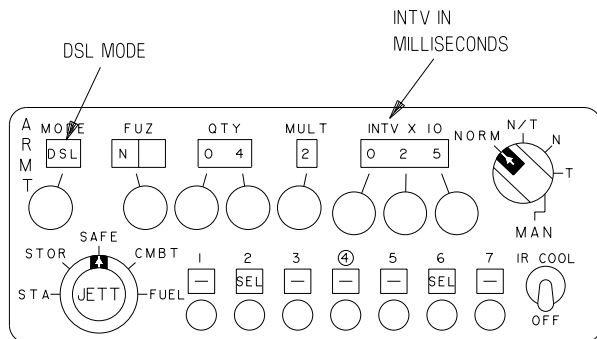 INTV IN
MILLISECONDS
DSL MODE
ARMT
MODE FUZ QTY MULT INTV X 10
DSL N 0 4 2 0 2 5
NORM N/T N T
MAN
SAFE
STOR CMBT
STA JETT FUEL
1 2 3 4 5 6 7
— SEL — — — SEL —
IR COOL
OFF